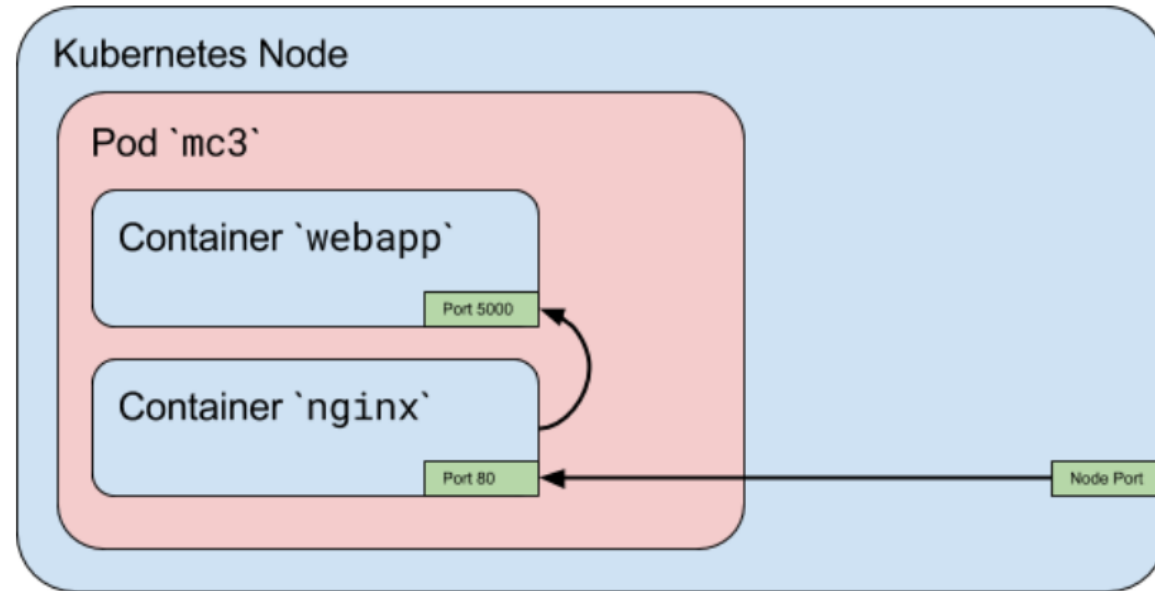 Kubernetes Node
Pod `mc3`
Container `webapp`
Port 5000
Container `nginx`
Port 80
Node Port